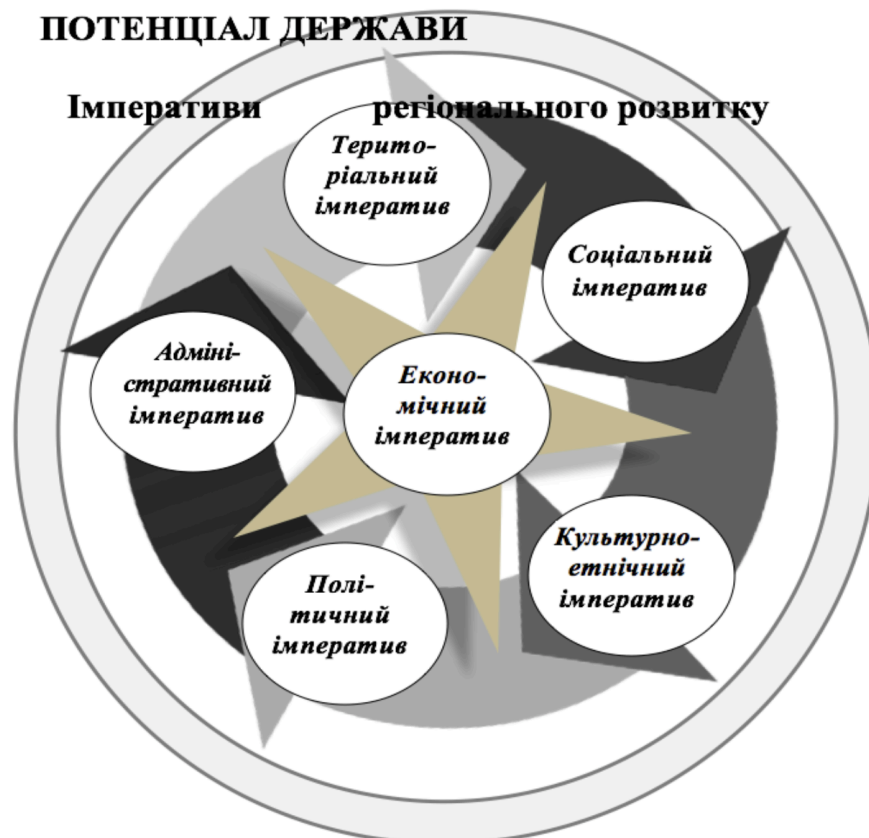 ПОТЕНЦІАЛ ДЕРЖАВИ
Імперативи регіонального розвитку
Терито-
ріальний
імператив
Соціальний
імператив
Адміні-
стративний
імператив
Еконо-
мічний
імператив
Культурно-
етнічний
імператив
Полі-
тичний
імператив